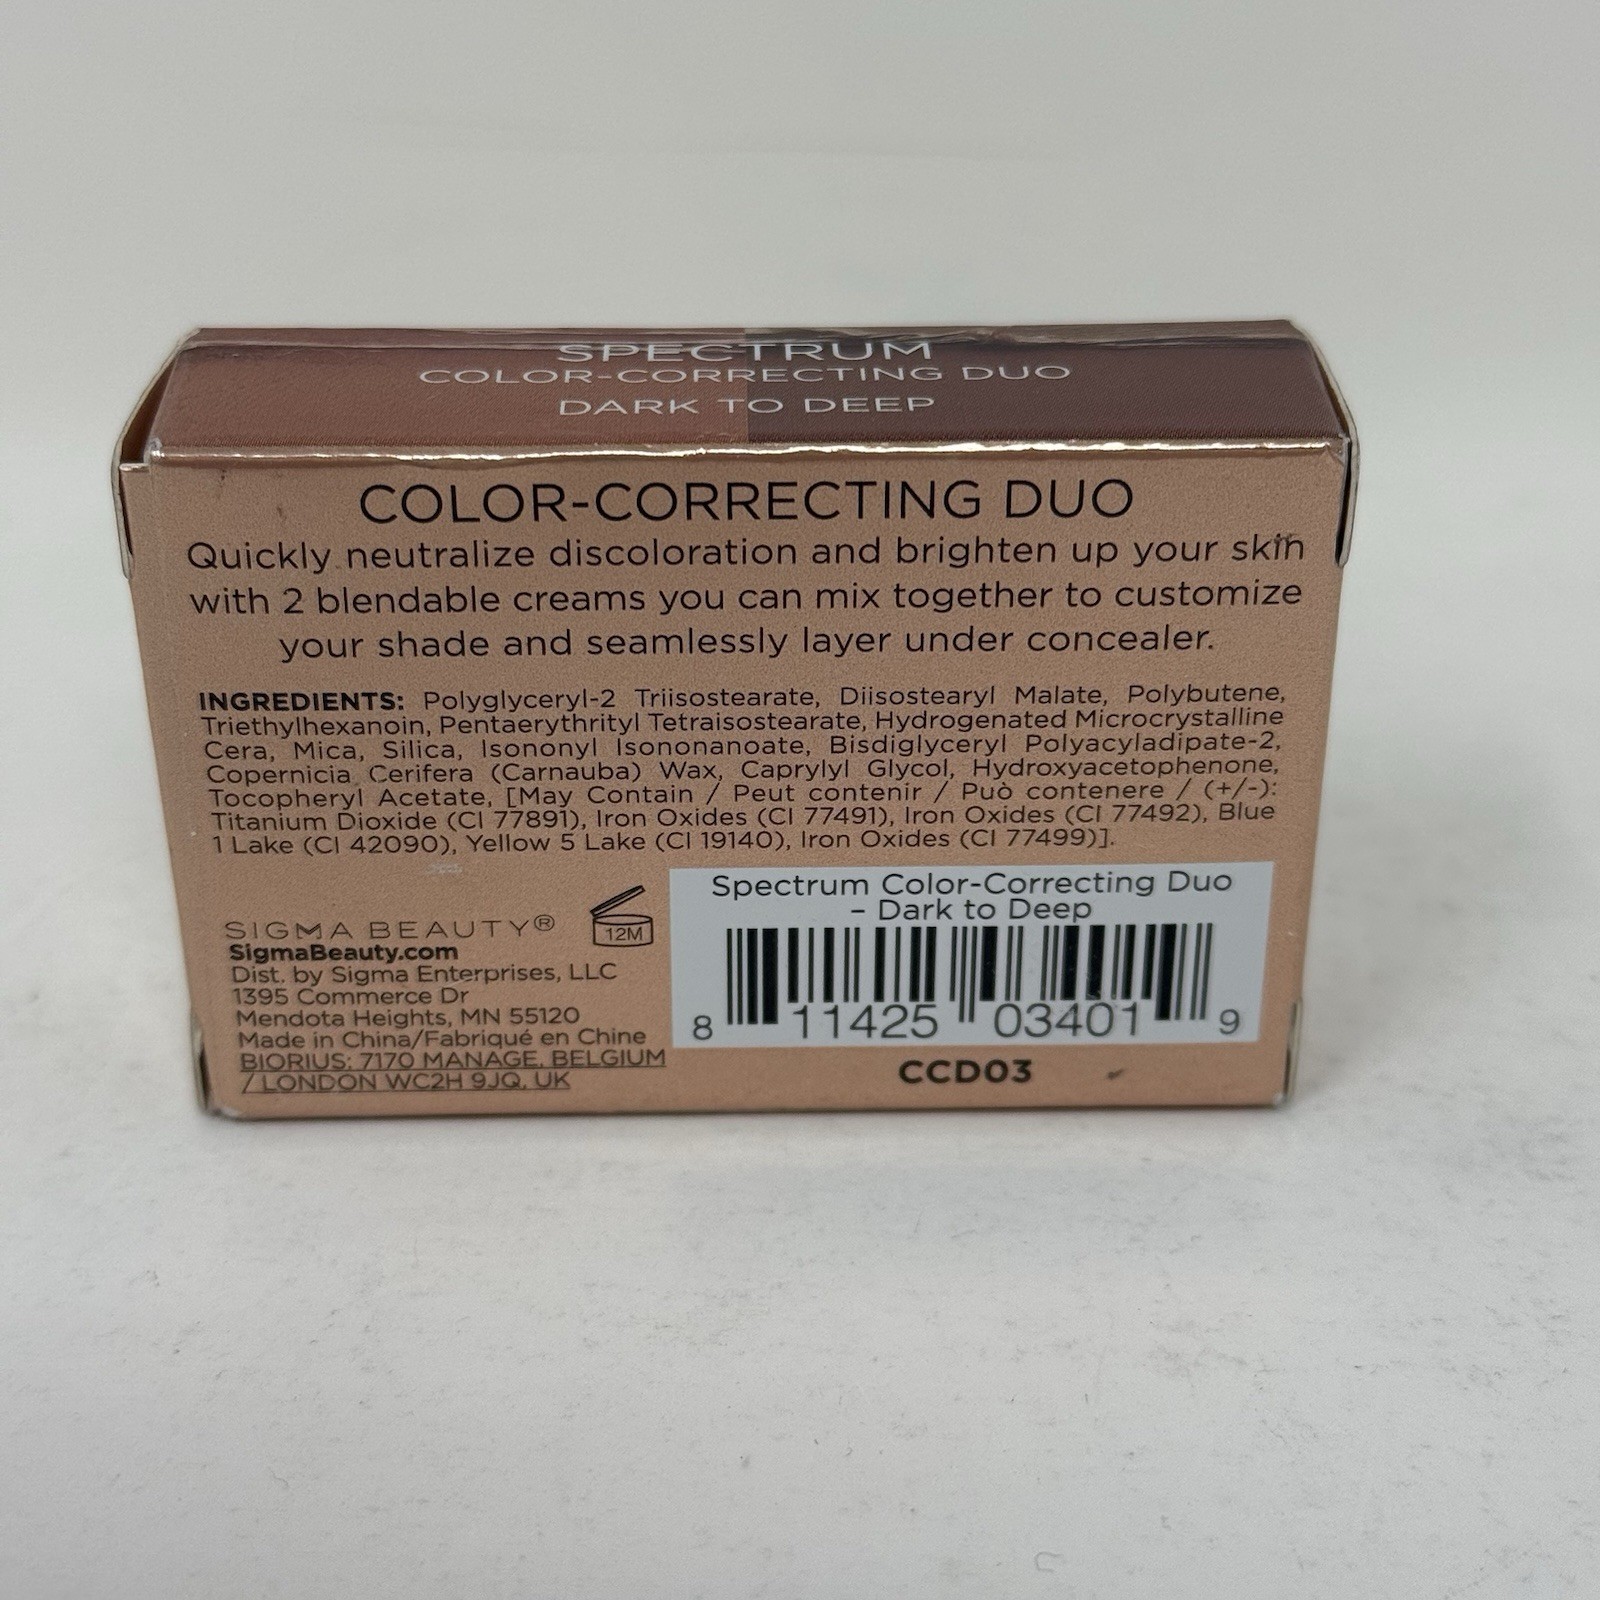 SPECTRUM
COLOR-CORRECTING DUO
DARK TO DEEP
COLOR-CORRECTING DUO
Quickly neutralize discoloration and brighten up your skin
with 2 blendable creams you can mix together to customize
your shade and seamlessly layer under concealer.
INGREDIENTS: Polyglyceryl-2 Triisostearate, Diisostearyl Malate, Polybutene,
Triethylhexanoin, Pentaerythrityl Tetraisostearate, Hydrogenated Microcrystalline
Cera, Mica, Silica, Isononyl Isononanoate, Bisdiglyceryl Polyacyladipate-2,
Copernicia Cerifera (Carnauba) Wax, Caprylyl Glycol, Hydroxyacetophenone,
Tocopheryl Acetate, [May Contain / Peut contenir / Può contenere / (+/-):
Titanium Dioxide (CI 77891), Iron Oxides (CI 77491), Iron Oxides (CI 77492), Blue
1 Lake (CI 42090), Yellow 5 Lake (CI 19140), Iron Oxides (CI 77499)].
SIGMA BEAUTY®
SigmaBeauty.com
Dist. by Sigma Enterprises, LLC
1395 Commerce Dr
Mendota Heights, MN 55120
Made in China/Fabriqué en Chine
BIORIUS: 7170 MANAGE, BELGIUM
/ LONDON WC2H 9JQ, UK
12M
Spectrum Color-Correcting Duo
– Dark to Deep
8 11425 03401 9
CCD03